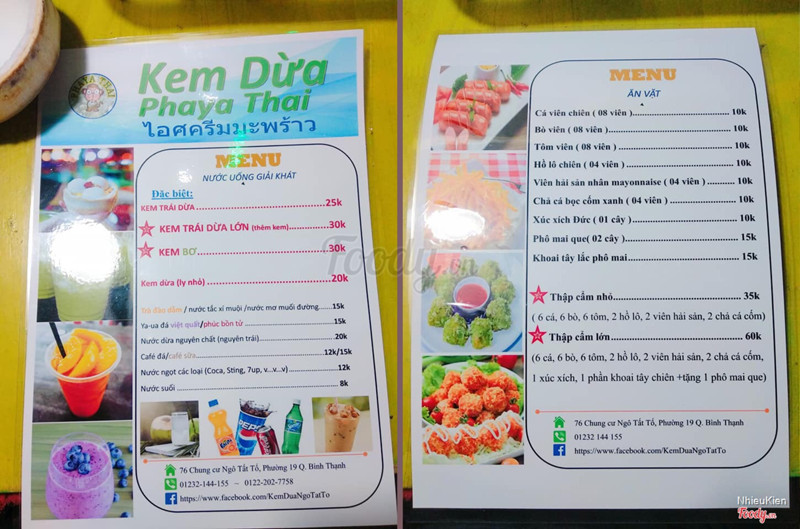 PHAYA THAI
Kem Dừa
Phaya Thai
ไอศครีมมะพร้าว
MENU
NƯỚC UỐNG GIẢI KHÁT
Đặc biệt:
KEM TRÁI DỪA 25k
KEM TRÁI DỪA LỚN (thêm kem) 30k
KEM BƠ 30k
Kem dừa (ly nhỏ) 20k
Trà đào dầm / nước tắc xí muội /nước mơ muối đường 15k
Ya-ua đá việt quất/phúc bồn tử 15k
Nước dừa nguyên chất (nguyên trái) 20k
Café đá/café sữa 12k/15k
Nước ngọt các loại (Coca, Sting, 7up, v...v...v) 12k
Nước suối 8k
76 Chung cư Ngô Tất Tố, Phường 19 Q. Bình Thạnh
01232-144-155 – 0122-202-7758
https://www.facebook.com/KemDuaNgoTatTo
MENU
ĂN VẶT
Cá viên chiên ( 08 viên) 10k
Bò viên ( 08 viên) 10k
Tôm viên ( 08 viên) 10k
Hồ lô chiên ( 04 viên) 10k
Viên hải sản nhân mayonnaise ( 04 viên) 10k
Chả cá bọc cốm xanh ( 04 viên) 10k
Xúc xích Đức ( 01 cây) 10k
Phô mai que( 02 cây) 15k
Khoai tây lắc phô mai 15k
Thập cẩm nhỏ 35k
( 6 cá, 6 bò, 6 tôm, 2 hồ lô, 2 viên hải sản, 2 chả cá cốm)
Thập cẩm lớn 60k
(6 cá, 6 bò, 6 tôm, 2 hồ lô, 2 viên hải sản, 2 chả cá cốm,
1 xúc xích, 1 phần khoai tây chiên +tặng 1 phô mai que)
76 Chung cư Ngô Tất Tố, Phường 19 Q. Bình Thạnh
01232 144 155
https://www.facebook.com/KemDuaNgoTatTo
Foody.vn
NhieuKien
Foody.vn